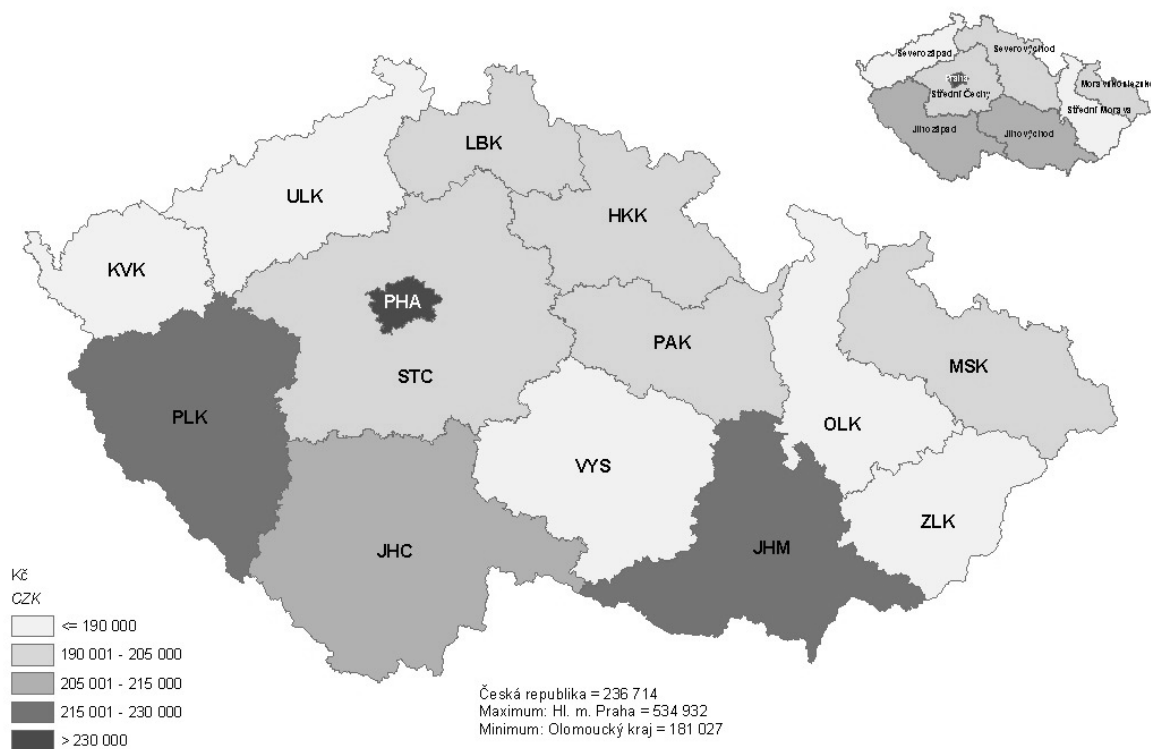 Severozápad
Severovýchod
Praha
Střední Čechy
Moravskoslezsko
Střední Morava
Jihozápad
Jihovýchod
LBK
ULK
HKK
KVK
PHA
PAK
STC
MSK
PLK
OLK
VYS
ZLK
JHC
JHM
Kč
CZK
<= 190 000
190 001 - 205 000
205 001 - 215 000
215 001 - 230 000
> 230 000
Česká republika = 236 714
Maximum: Hl. m. Praha = 534 932
Minimum: Olomoucký kraj = 181 027